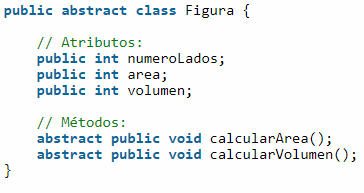 public abstract class Figura {
// Atributos:
public int numeroLados;
public int area;
public int volumen;
// Métodos:
abstract public void calcularArea();
abstract public void calcularVolumen();
}